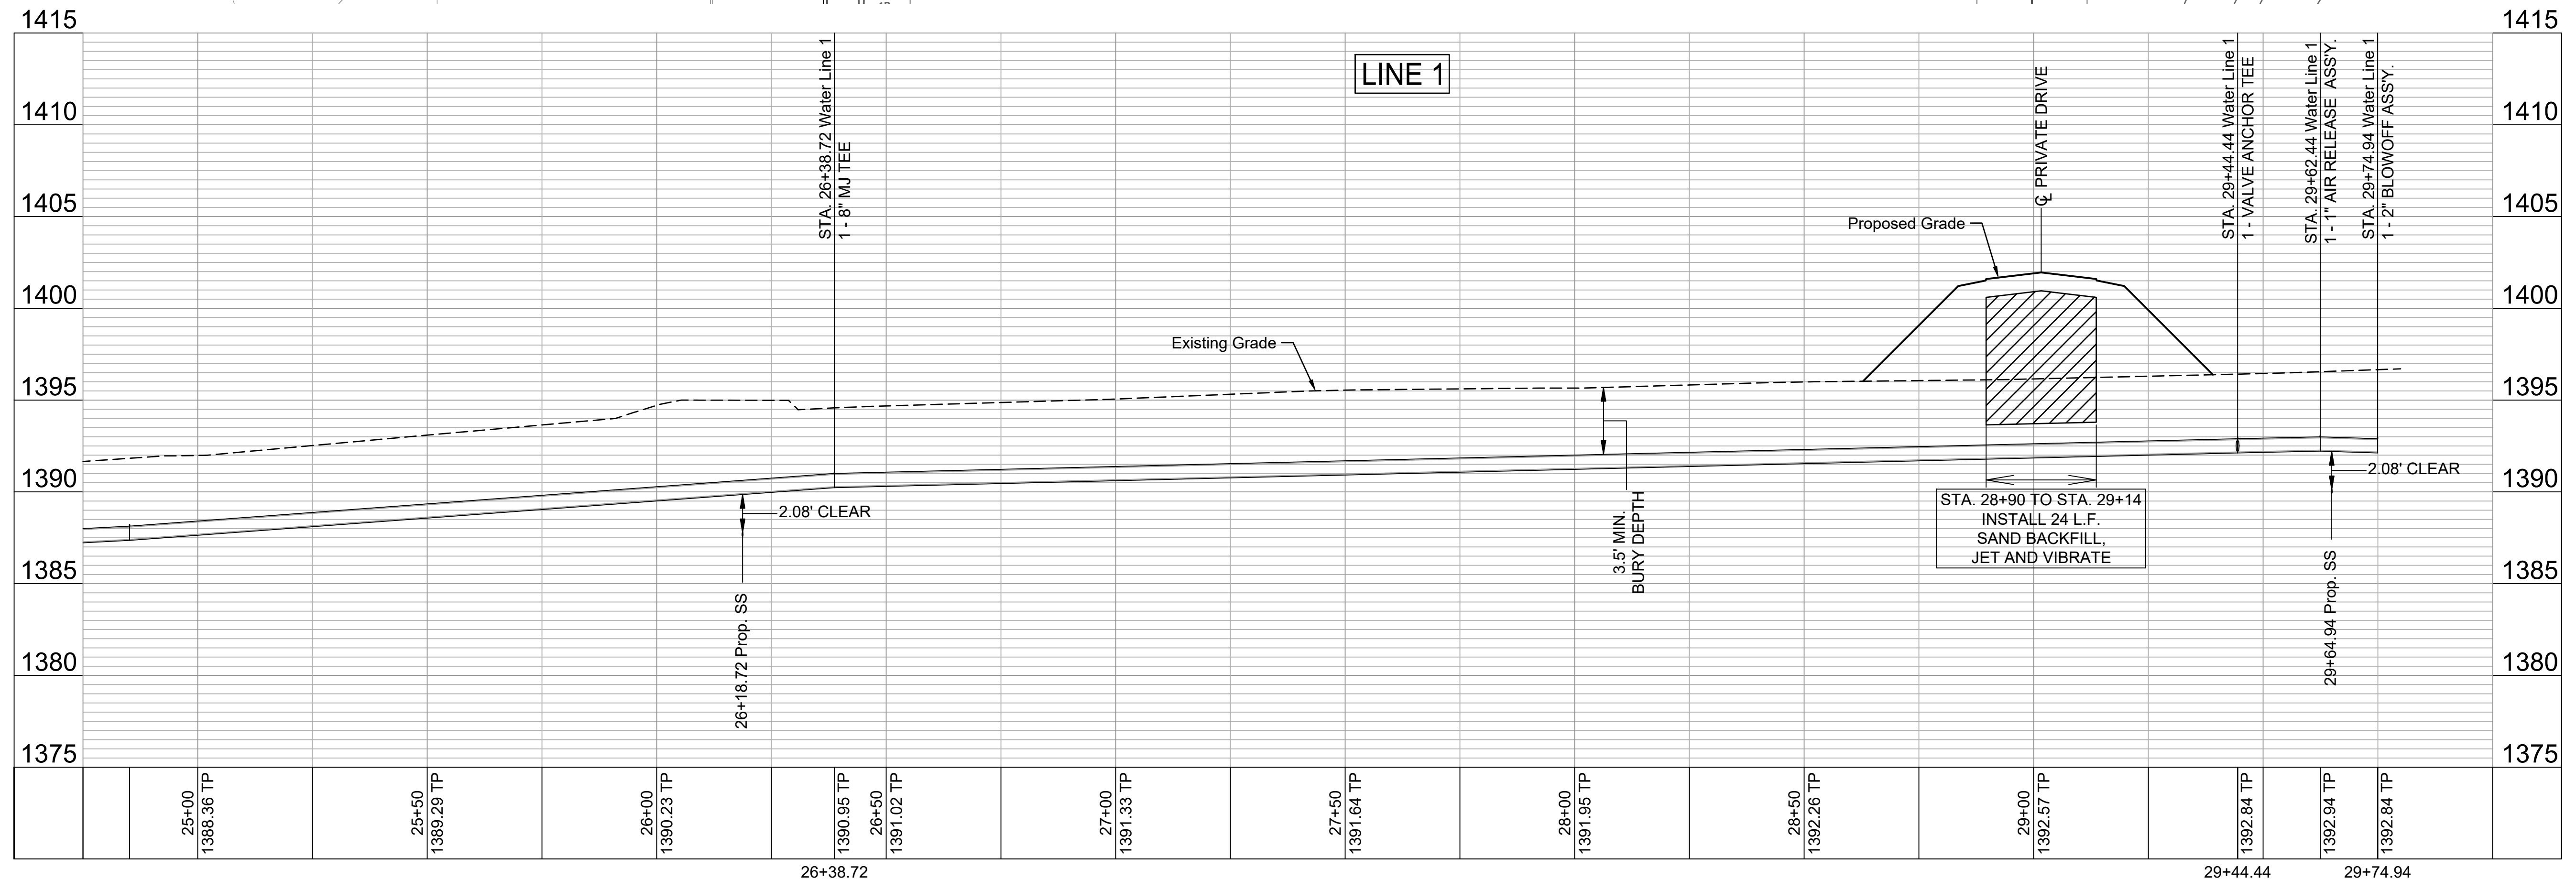 1415
1410
1405
1400
1395
1390
1385
1380
1375
LINE 1
STA. 26+38.72 Water Line 1
1 - 8" MJ TEE
Existing Grade
2.08' CLEAR
26+18.72 Prop. SS
3.5' MIN.
BURY DEPTH
Proposed Grade
℄ PRIVATE DRIVE
STA. 28+90 TO STA. 29+14
INSTALL 24 L.F.
SAND BACKFILL,
JET AND VIBRATE
STA. 29+44.44 Water Line 1
1 - VALVE ANCHOR TEE
STA. 29+62.44 Water Line 1
1 - 1" AIR RELEASE ASS'Y.
STA. 29+74.94 Water Line 1
1 - 2" BLOWOFF ASS'Y.
2.08' CLEAR
29+64.94 Prop. SS
1415
1410
1405
1400
1395
1390
1385
1380
1375
25+00
1388.36 TP
25+50
1389.29 TP
26+00
1390.23 TP
1390.95 TP
26+50
1391.02 TP
27+00
1391.33 TP
27+50
1391.64 TP
28+00
1391.95 TP
28+50
1392.26 TP
29+00
1392.57 TP
1392.84 TP
1392.94 TP
1392.84 TP
26+38.72
29+44.44
29+74.94